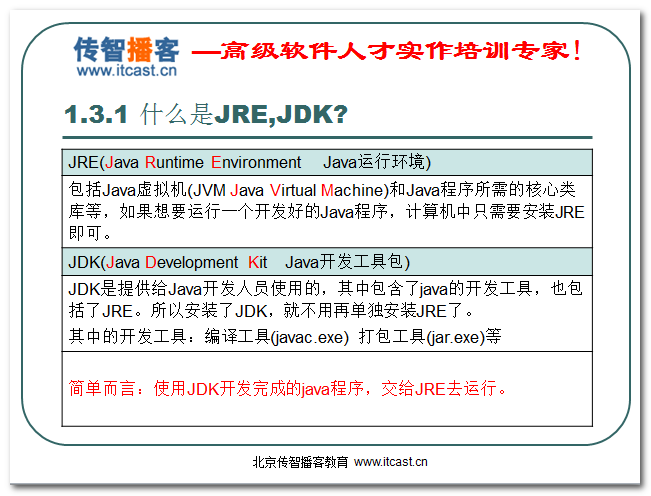 传智播客 —高级软件人才实作培训专家!
www.itcast.cn
1.3.1 什么是JRE,JDK?
JRE(Java Runtime Environment Java运行环境)
包括Java虚拟机(JVM Java Virtual Machine)和Java程序所需的核心类
库等，如果想要运行一个开发好的Java程序，计算机中只需要安装JRE
即可。
JDK(Java Development Kit Java开发工具包)
JDK是提供给Java开发人员使用的，其中包含了java的开发工具，也包
括了JRE。所以安装了JDK，就不用再单独安装JRE了。
其中的开发工具：编译工具(javac.exe) 打包工具(jar.exe)等
简单而言：使用JDK开发完成的java程序，交给JRE去运行。
北京传智播客教育 www.itcast.cn